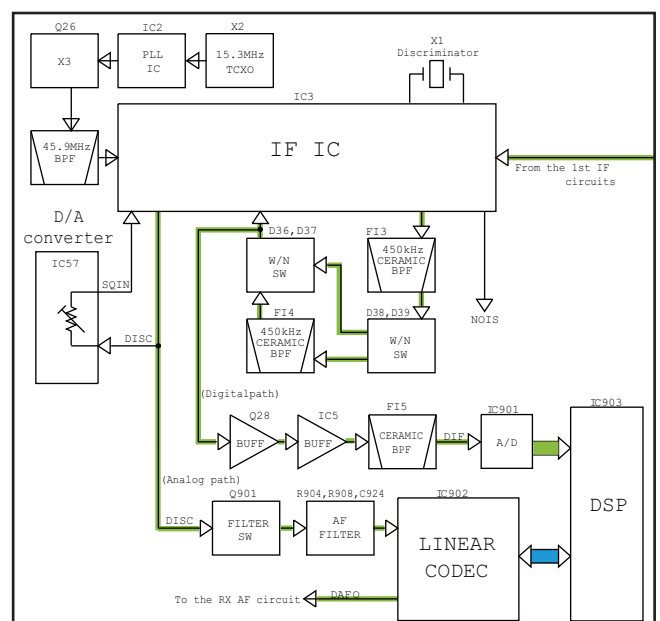 Q26
IC2
X2
X1
Discriminator
X3
PLL
IC
15.3MHz
TCXO
IC3
45.9MHz
BPF
IF IC
From the 1st IF
circuits
D/A
converter
IC57
SQIN
DISC
D36,D37
W/N
SW
FI3
450kHz
CERAMIC
BPF
NOIS
FI4
450kHz
CERAMIC
BPF
D38,D39
W/N
SW
(Digitalpath)
Q28
BUFF
IC5
BUFF
FI5
CERAMIC
BPF
DIF
IC901
A/D
IC903
DSP
(Analog path)
DISC
Q901
FILTER
SW
R904,R908,C924
AF
FILTER
IC902
LINEAR
CODEC
To the RX AF circuit
DAFO